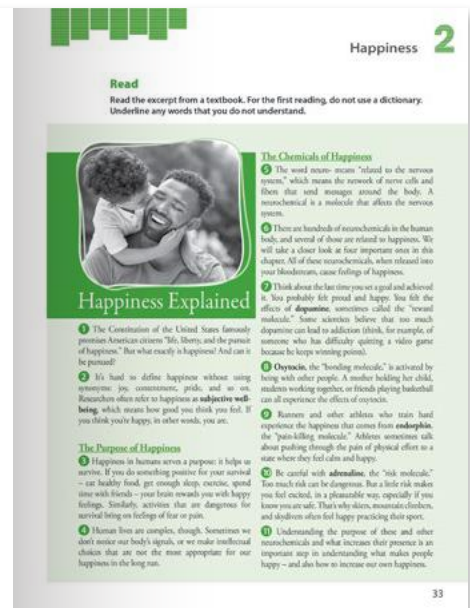 Happiness 2
Read
Read the excerpt from a textbook. For the first reading, do not use a dictionary.
Underline any words that you do not understand.
Happiness Explained
1 The Constitution of the United States famously
promises American citizens "life, liberty, and the pursuit
of happiness." But what exactly is happiness? And can it
be pursued?
2 It's hard to define happiness without using
synonyms: joy, contentment, pride, and so on.
Researchers often refer to happiness as subjective well-
being, which means how good you think you feel. If
you think you're happy, in other words, you are.
The Purpose of Happiness
3 Happiness in humans serves a purpose: it helps us
survive. If you do something positive for your survival
– eat healthy food, get enough sleep, exercise, spend
time with friends – your brain rewards you with happy
feelings. Similarly, activities that are dangerous for
survival bring on feelings of fear or pain.
4 Human lives are complex, though. Sometimes we
don't notice our body's signals, or we make intellectual
choices that are not the most appropriate for our
happiness in the long run.
The Chemicals of Happiness
5 The word neuro- means "related to the nervous
system," which means the network of nerve cells and
fibers that send messages around the body. A
neurochemical is a molecule that affects the nervous
system.
6 There are hundreds of neurochemicals in the human
body, and several of those are related to happiness. We
will take a closer look at four important ones in this
chapter. All of these neurochemicals, when released into
your bloodstream, cause feelings of happiness.
7 Think about the last time you set a goal and achieved
it. You probably felt proud and happy. You felt the
effects of dopamine, sometimes called the "reward
molecule." Some scientists believe that too much
dopamine can lead to addiction (think, for example, of
someone who has difficulty quitting a video game
because he keeps winning points).
8 Oxytocin, the "bonding molecule," is activated by
being with other people. A mother holding her child,
students working together, or friends playing basketball
can all experience the effects of oxytocin.
9 Runners and other athletes who train hard
experience the happiness that comes from endorphin,
the "pain-killing molecule." Athletes sometimes talk
about pushing through the pain of physical effort to a
state where they feel calm and happy.
10 Be careful with adrenaline, the "risk molecule."
Too much risk can be dangerous. But a little risk makes
you feel excited, in a pleasurable way, especially if you
know you are safe. That's why skiers, mountain climbers,
and skydivers often feel happy practicing their sport.
11 Understanding the purpose of these and other
neurochemicals and what increases their presence is an
important step in understanding what makes people
happy – and also how to increase our own happiness.
33